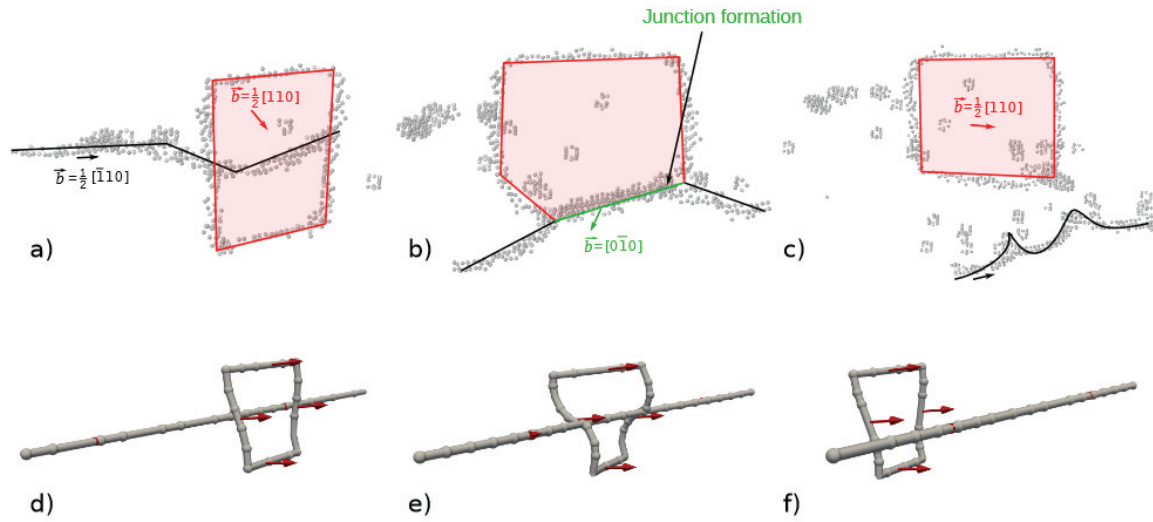 Junction formation
b⃗=½[110]
b⃗=½[1̄10]
a)
b⃗=[01̄0]
b)
b⃗=½[110]
c)
d)
e)
f)